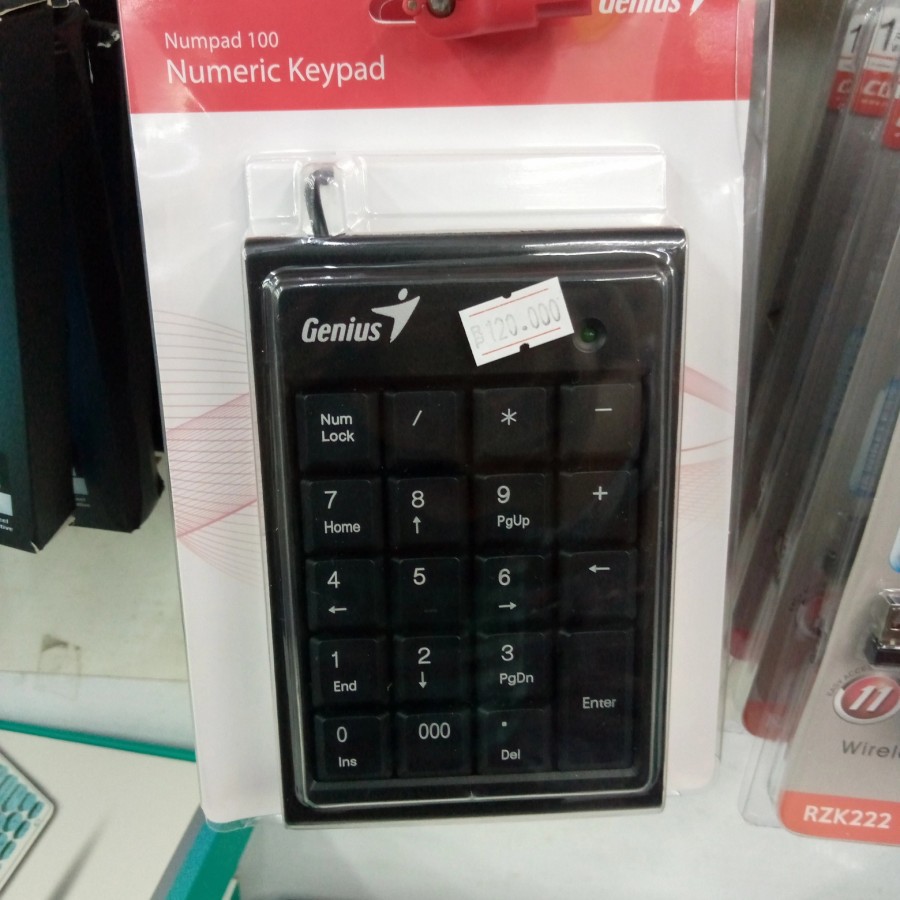 Genius
Numpad 100
Numeric Keypad
Genius
120.000
Num
Lock
/
*
−
7
Home
8
↑
9
PgUp
+
4
←
5
6
→
←
1
End
2
↓
3
PgDn
Enter
0
Ins
000
.
Del
11
RZK222